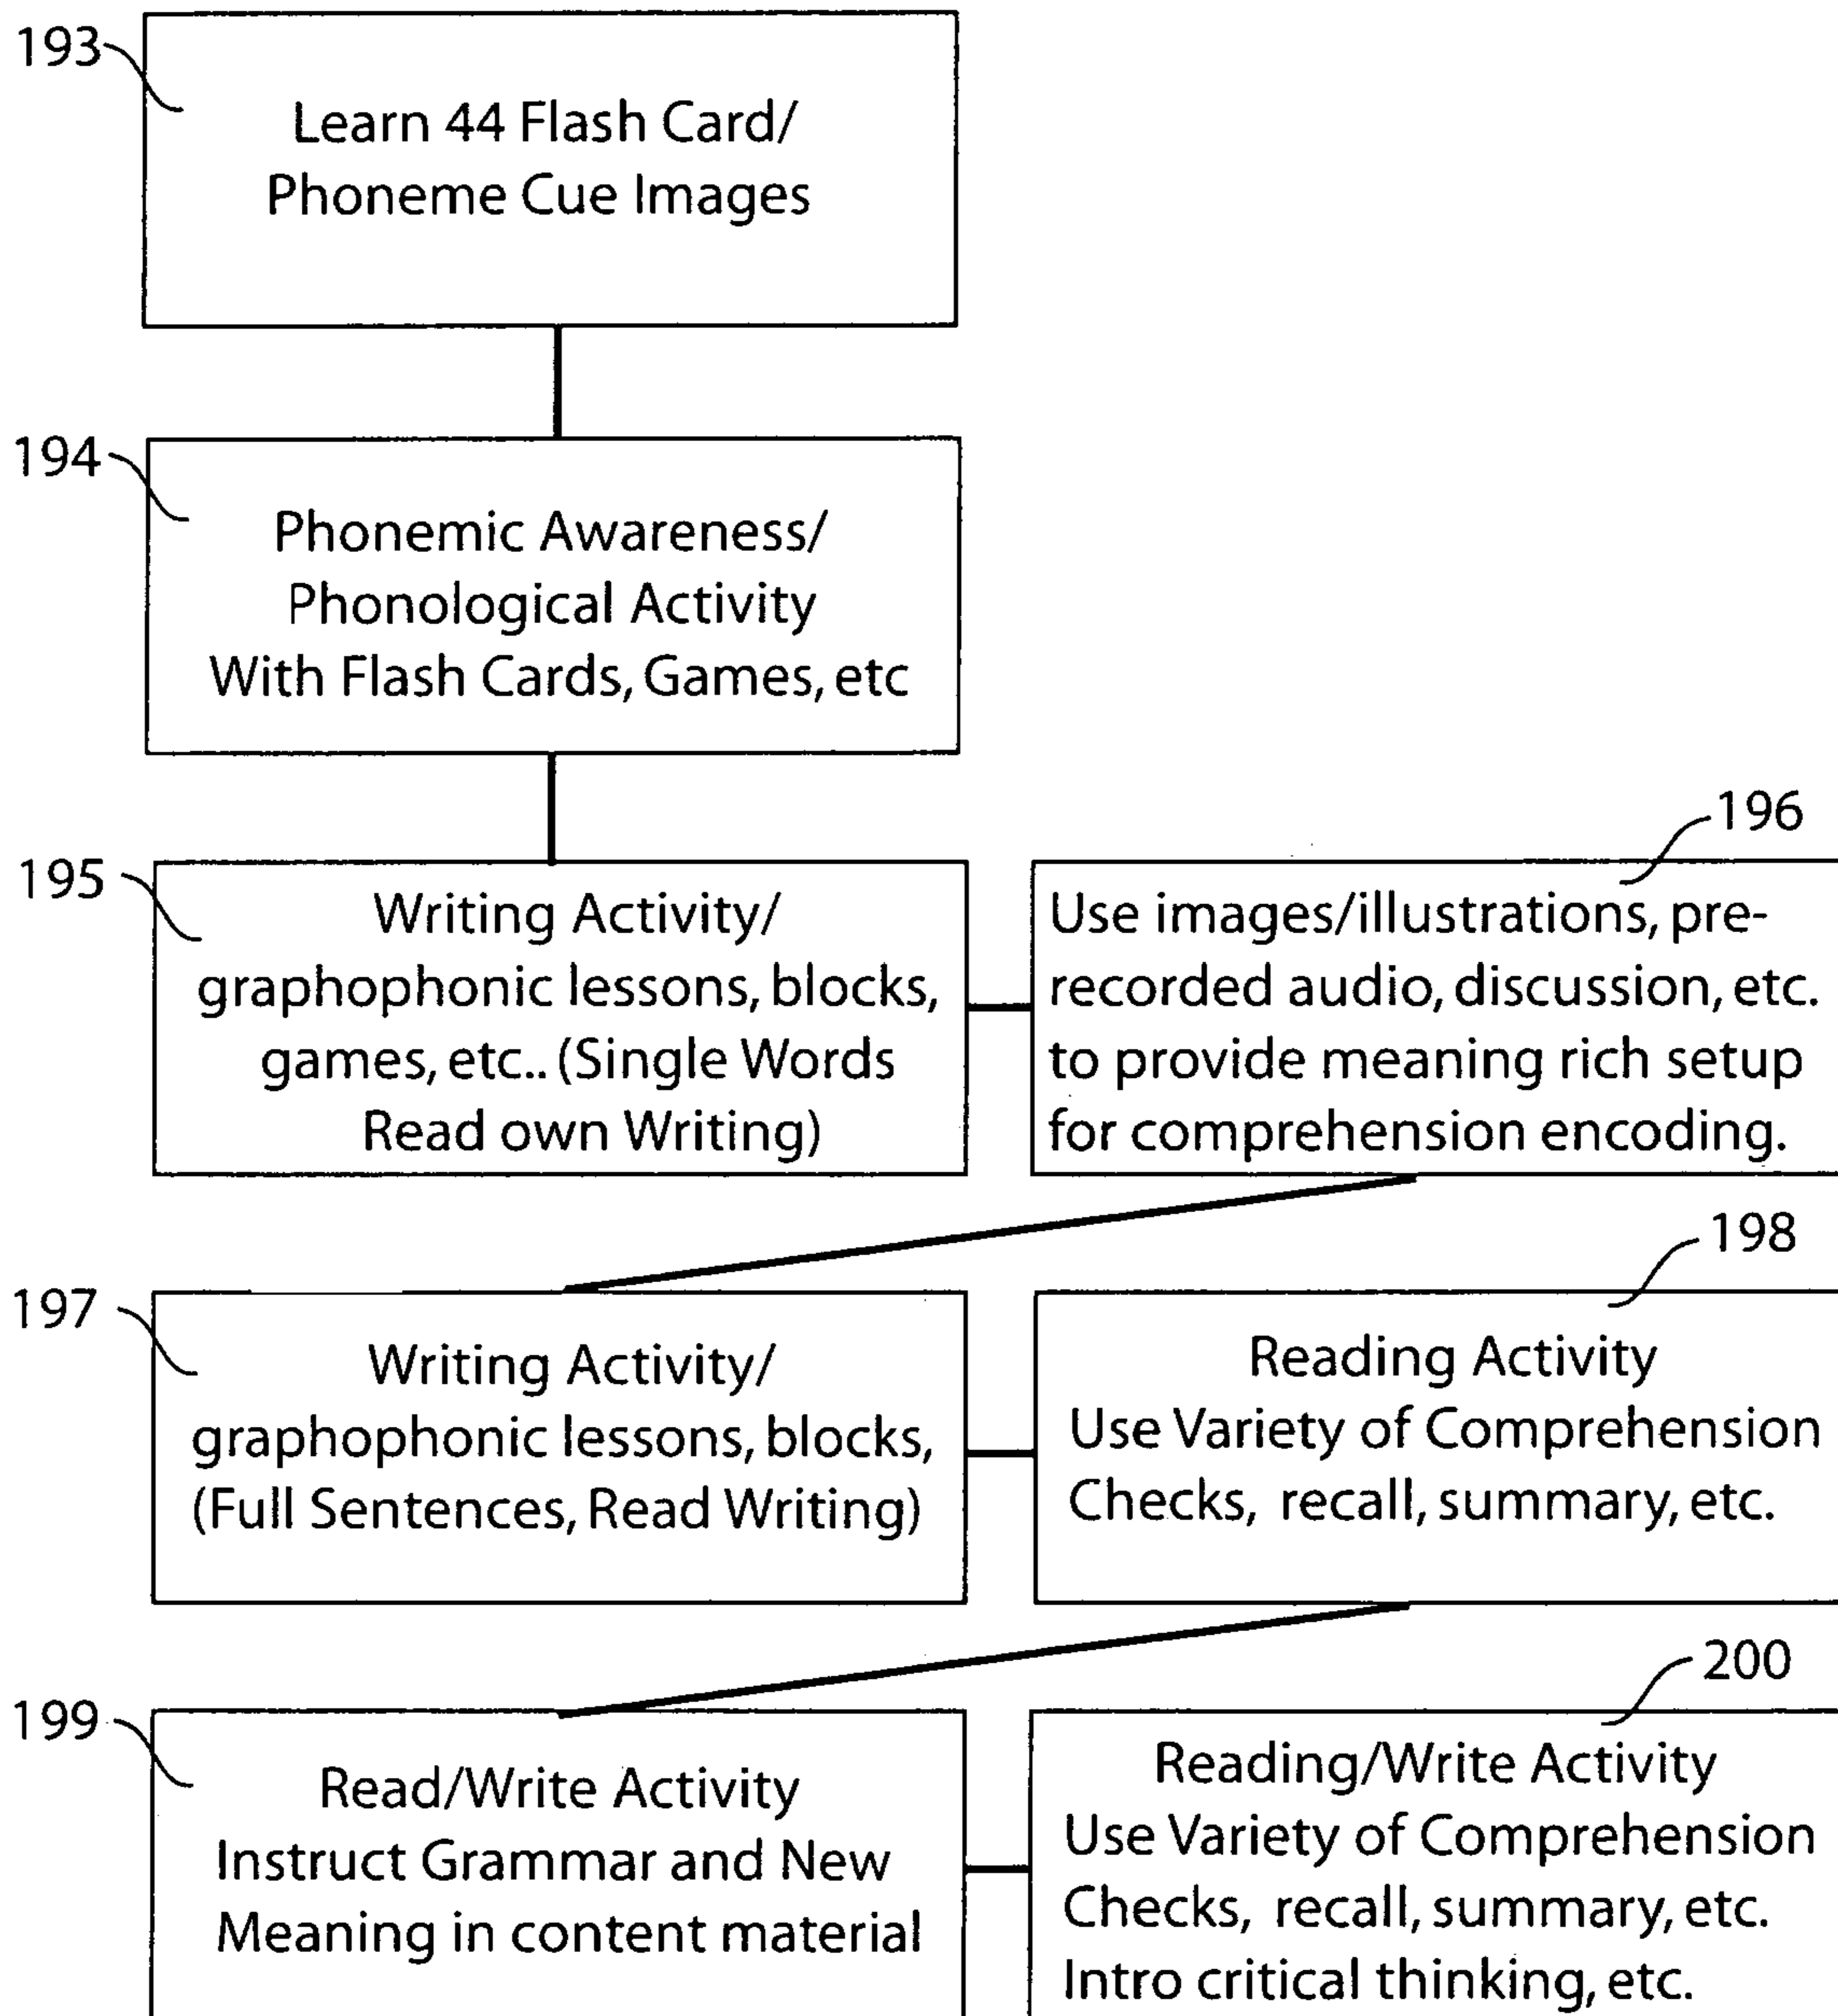 193
Learn 44 Flash Card/
Phoneme Cue Images
194
Phonemic Awareness/
Phonological Activity
With Flash Cards, Games, etc
195
Writing Activity/
graphophonic lessons, blocks,
games, etc.. (Single Words
Read own Writing)
196
Use images/illustrations, pre-
recorded audio, discussion, etc.
to provide meaning rich setup
for comprehension encoding.
197
Writing Activity/
graphophonic lessons, blocks,
(Full Sentences, Read Writing)
198
Reading Activity
Use Variety of Comprehension
Checks, recall, summary, etc.
199
Read/Write Activity
Instruct Grammar and New
Meaning in content material
200
Reading/Write Activity
Use Variety of Comprehension
Checks, recall, summary, etc.
Intro critical thinking, etc.